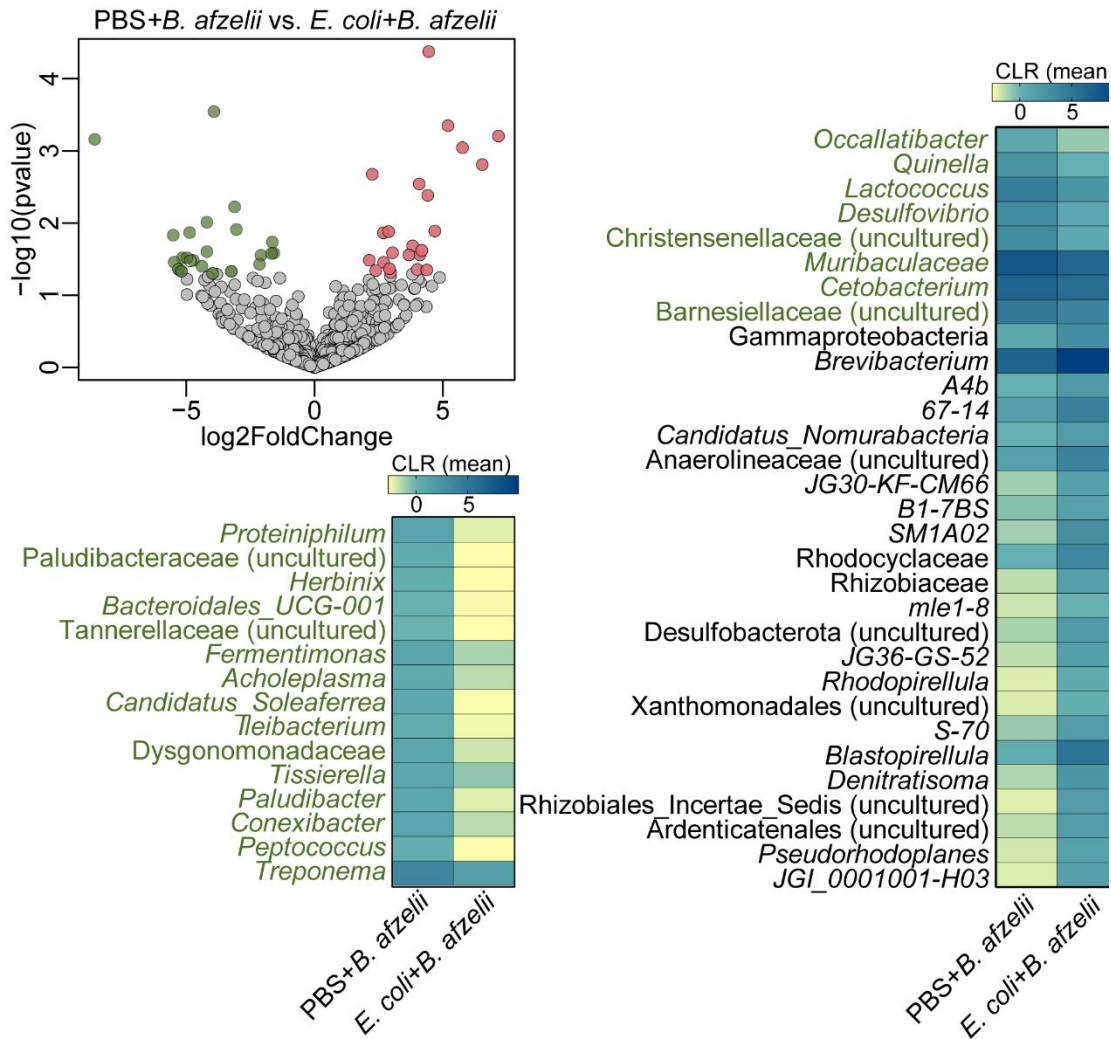 PBS+B. afzelii vs. E. coli+B. afzelii
4
3
2
1
0
−log10(pvalue)
−5 0 5
log2FoldChange
CLR (mean)
0 5
Proteiniphilum
Paludibacteraceae (uncultured)
Herbinix
Bacteroidales_UCG-001
Tannerellaceae (uncultured)
Fermentimonas
Acholeplasma
Candidatus_Soleaferrea
Ileibacterium
Dysgonomonadaceae
Tissierella
Paludibacter
Conexibacter
Peptococcus
Treponema
PBS+B. afzelii
E. coli+B. afzelii
CLR (mean
0 5
Occallatibacter
Quinella
Lactococcus
Desulfovibrio
Christensenellaceae (uncultured)
Muribaculaceae
Cetobacterium
Barnesiellaceae (uncultured)
Gammaproteobacteria
Brevibacterium
A4b
67-14
Candidatus_Nomurabacteria
Anaerolineaceae (uncultured)
JG30-KF-CM66
B1-7BS
SM1A02
Rhodocyclaceae
Rhizobiaceae
mle1-8
Desulfobacterota (uncultured)
JG36-GS-52
Rhodopirellula
Xanthomonadales (uncultured)
S-70
Blastopirellula
Denitratisoma
Rhizobiales_Incertae_Sedis (uncultured)
Ardenticatenales (uncultured)
Pseudorhodoplanes
JGI_0001001-H03
PBS+B. afzelii
E. coli+B. afzelii